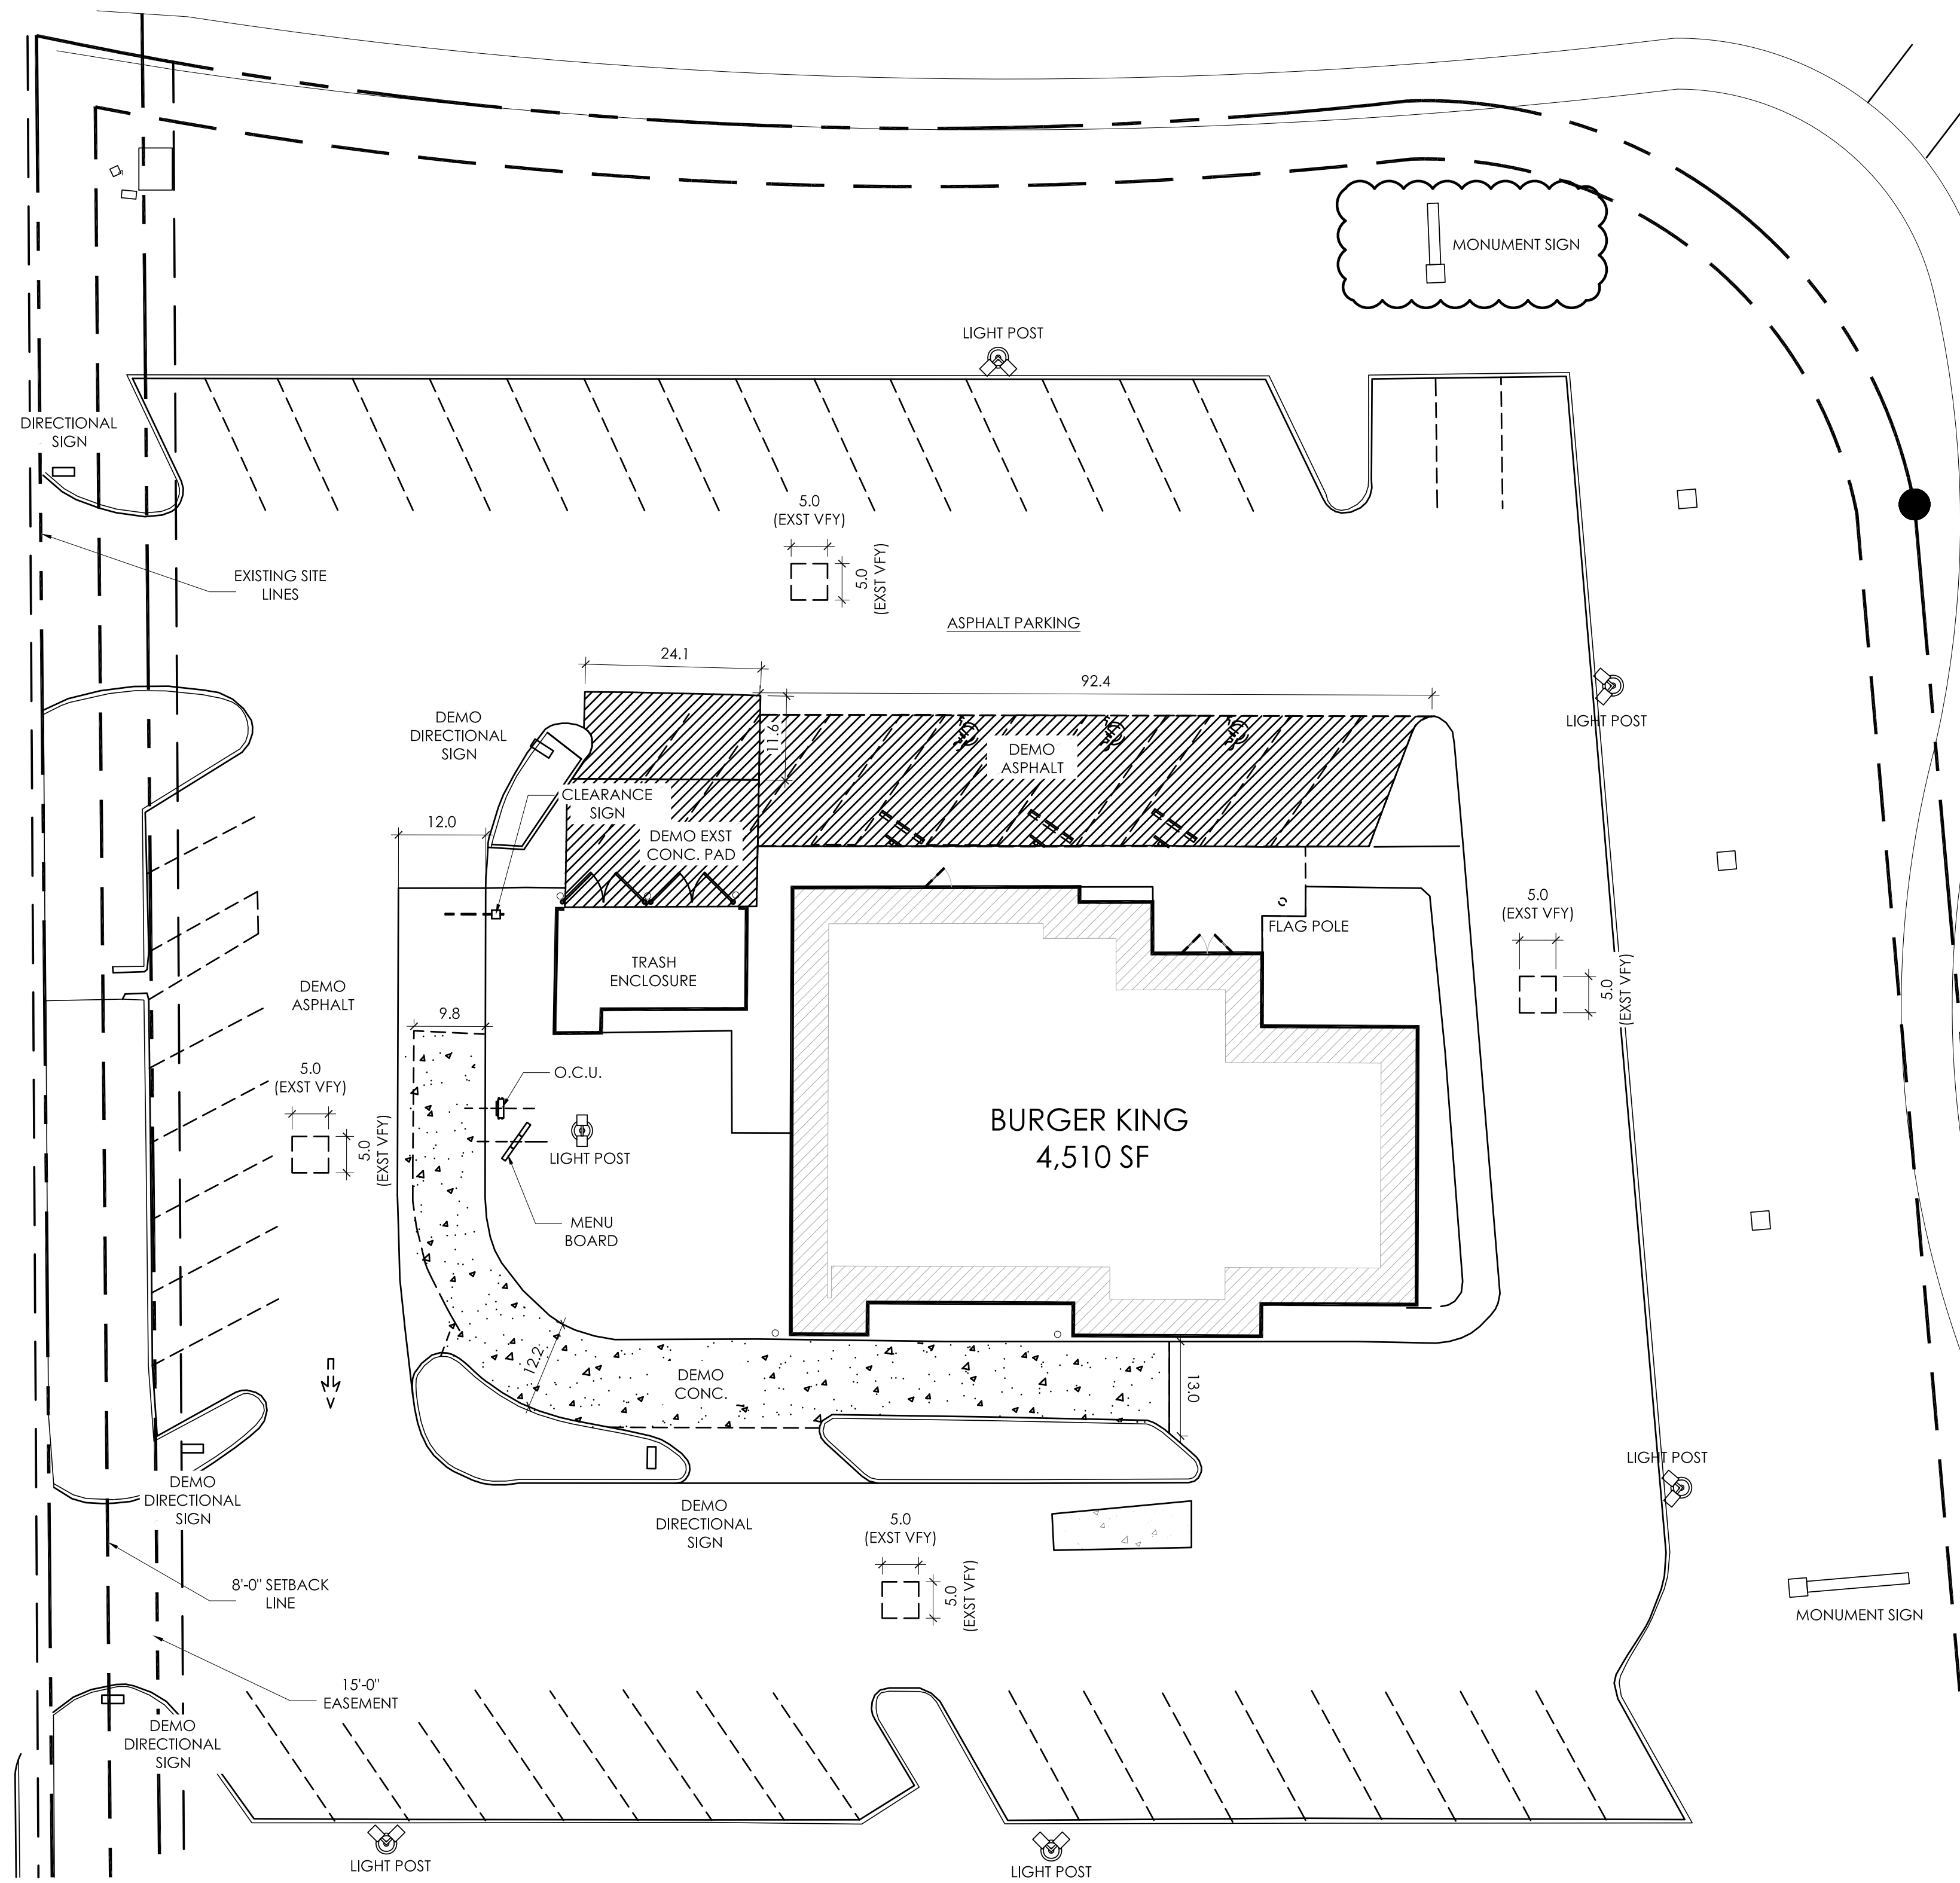 MONUMENT SIGN
LIGHT POST
DIRECTIONAL
SIGN
5.0
(EXST VFY)
5.0
(EXST VFY)
EXISTING SITE
LINES
ASPHALT PARKING
24.1
92.4
DEMO
DIRECTIONAL
SIGN
LIGHT POST
11.6
DEMO
ASPHALT
CLEARANCE
SIGN
12.0
DEMO EXST
CONC. PAD
5.0
(EXST VFY)
5.0
(EXST VFY)
FLAG POLE
TRASH
ENCLOSURE
DEMO
ASPHALT
9.8
5.0
(EXST VFY)
5.0
(EXST VFY)
O.C.U.
LIGHT POST
BURGER KING
4,510 SF
MENU
BOARD
12.2
DEMO
CONC.
13.0
LIGHT POST
DEMO
DIRECTIONAL
SIGN
DEMO
DIRECTIONAL
SIGN
5.0
(EXST VFY)
5.0
(EXST VFY)
8'-0" SETBACK
LINE
MONUMENT SIGN
15'-0"
EASEMENT
DEMO
DIRECTIONAL
SIGN
LIGHT POST
LIGHT POST